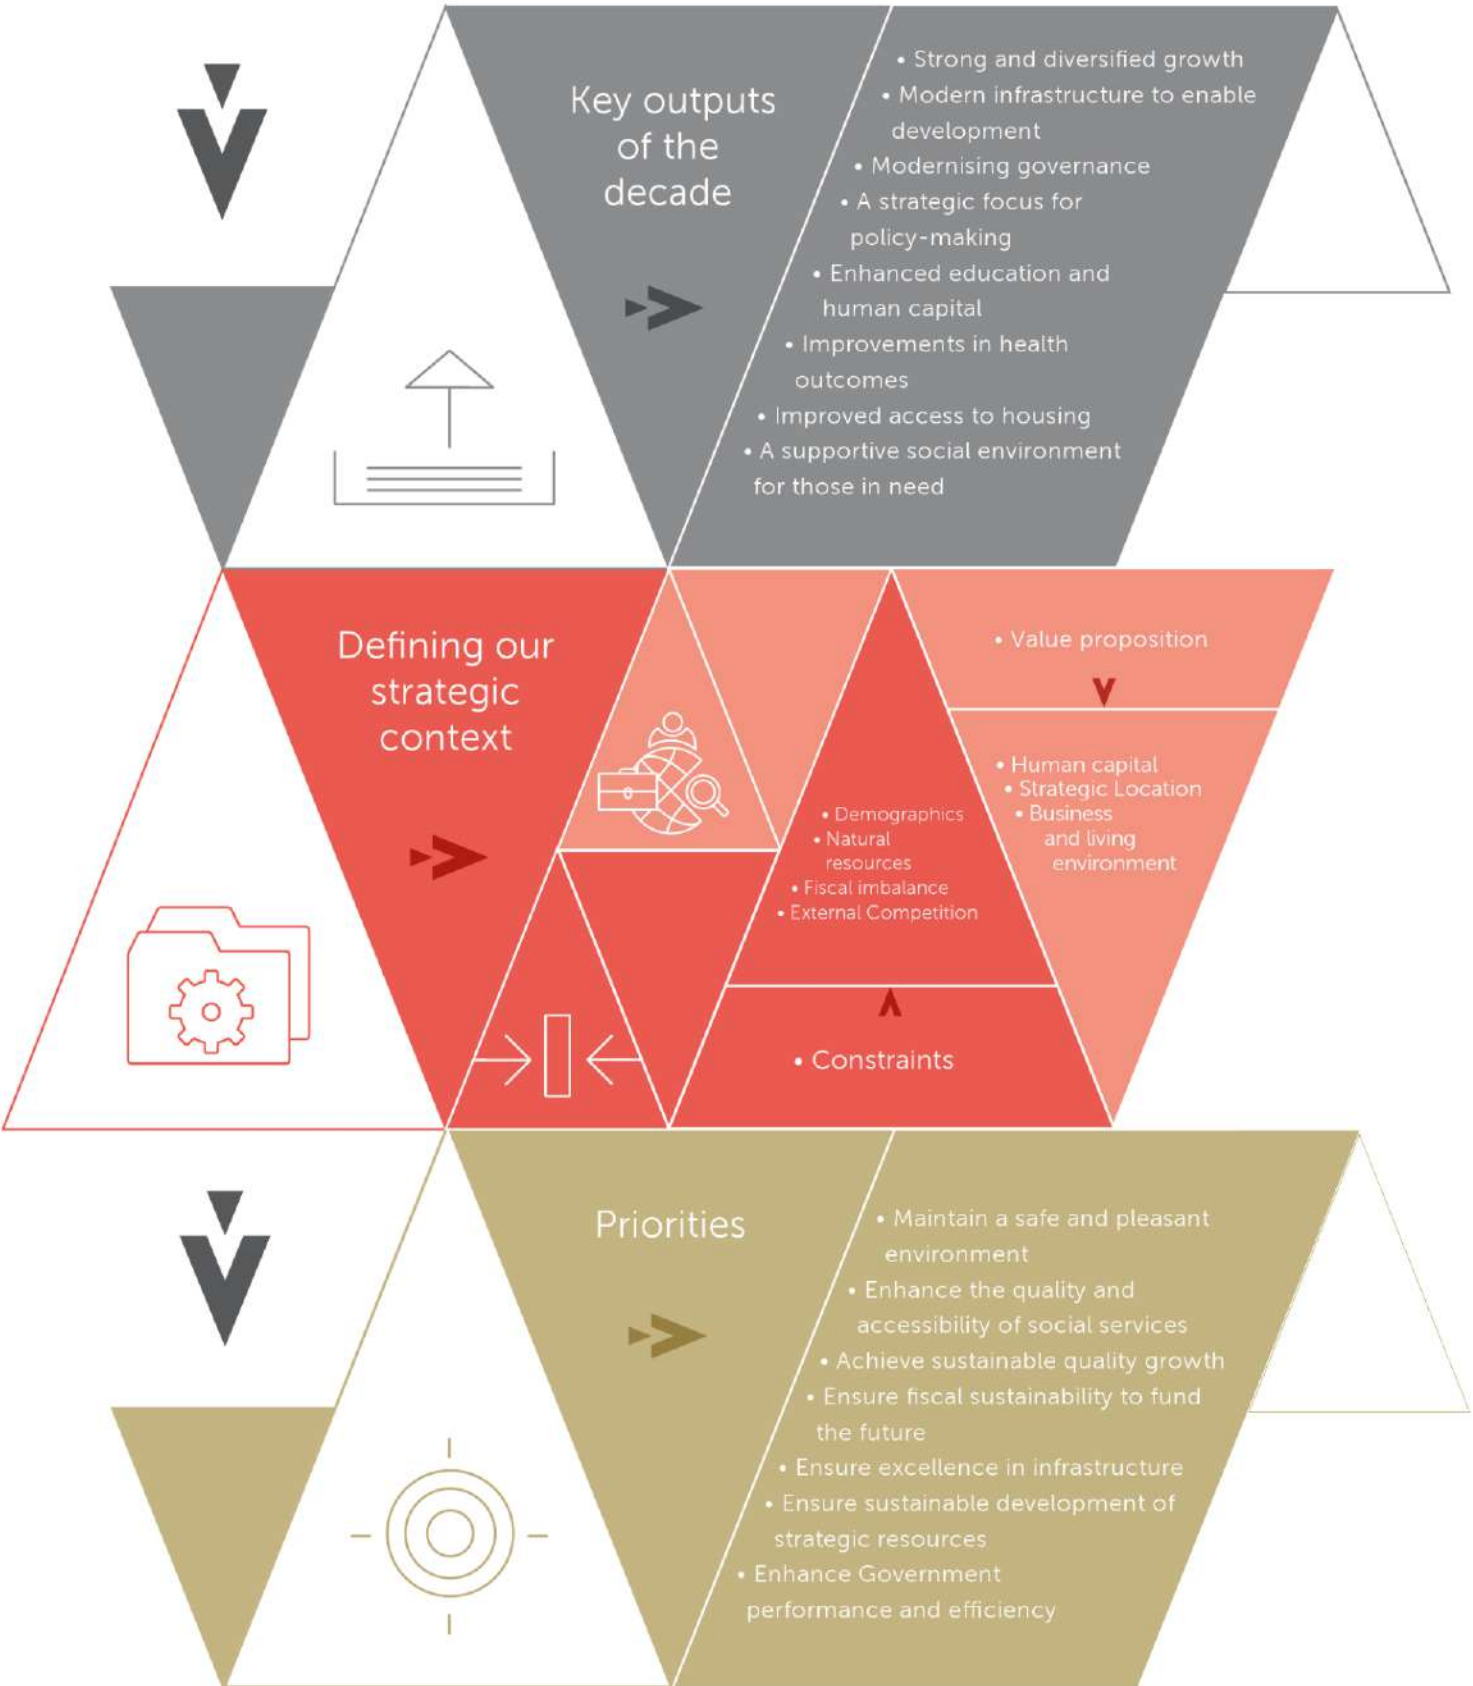 Key outputs
of the
decade
• Strong and diversified growth
• Modern infrastructure to enable
development
• Modernising governance
• A strategic focus for
policy-making
• Enhanced education and
human capital
• Improvements in health
outcomes
• Improved access to housing
• A supportive social environment
for those in need
Defining our
strategic
context
• Value proposition
• Human capital
• Strategic Location
• Business
and living
environment
• Demographics
• Natural
resources
• Fiscal imbalance
• External Competition
• Constraints
Priorities
• Maintain a safe and pleasant
environment
• Enhance the quality and
accessibility of social services
• Achieve sustainable quality growth
• Ensure fiscal sustainability to fund
the future
• Ensure excellence in infrastructure
• Ensure sustainable development of
strategic resources
• Enhance Government
performance and efficiency